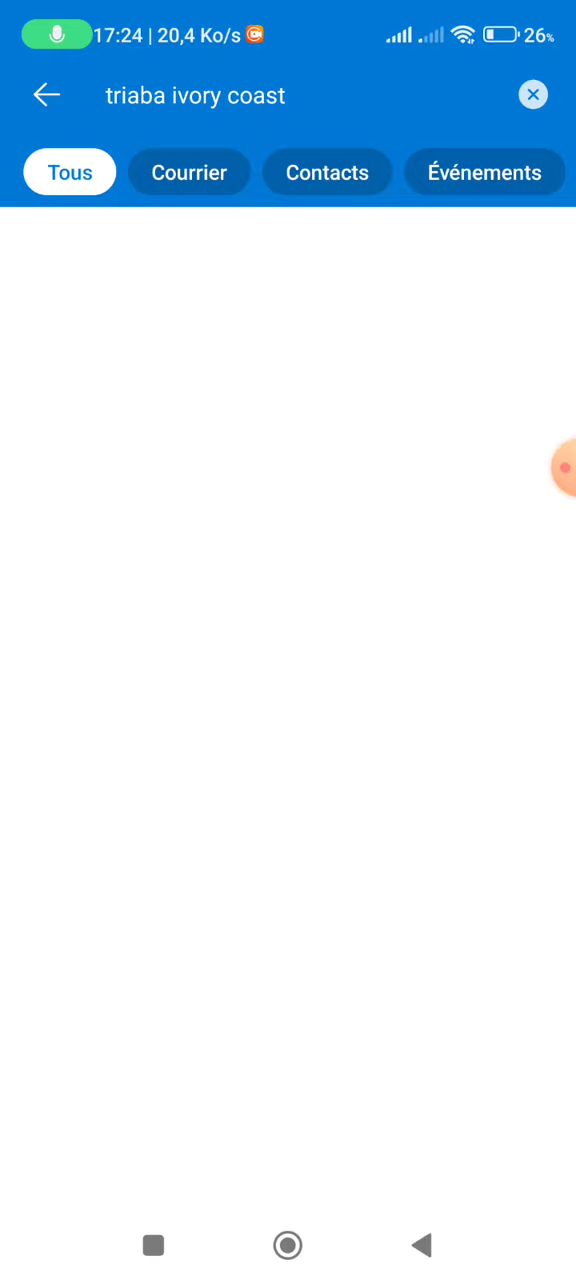 17:24 | 20,4 Ko/s 26%
triaba ivory coast
Tous Courrier Contacts Événements